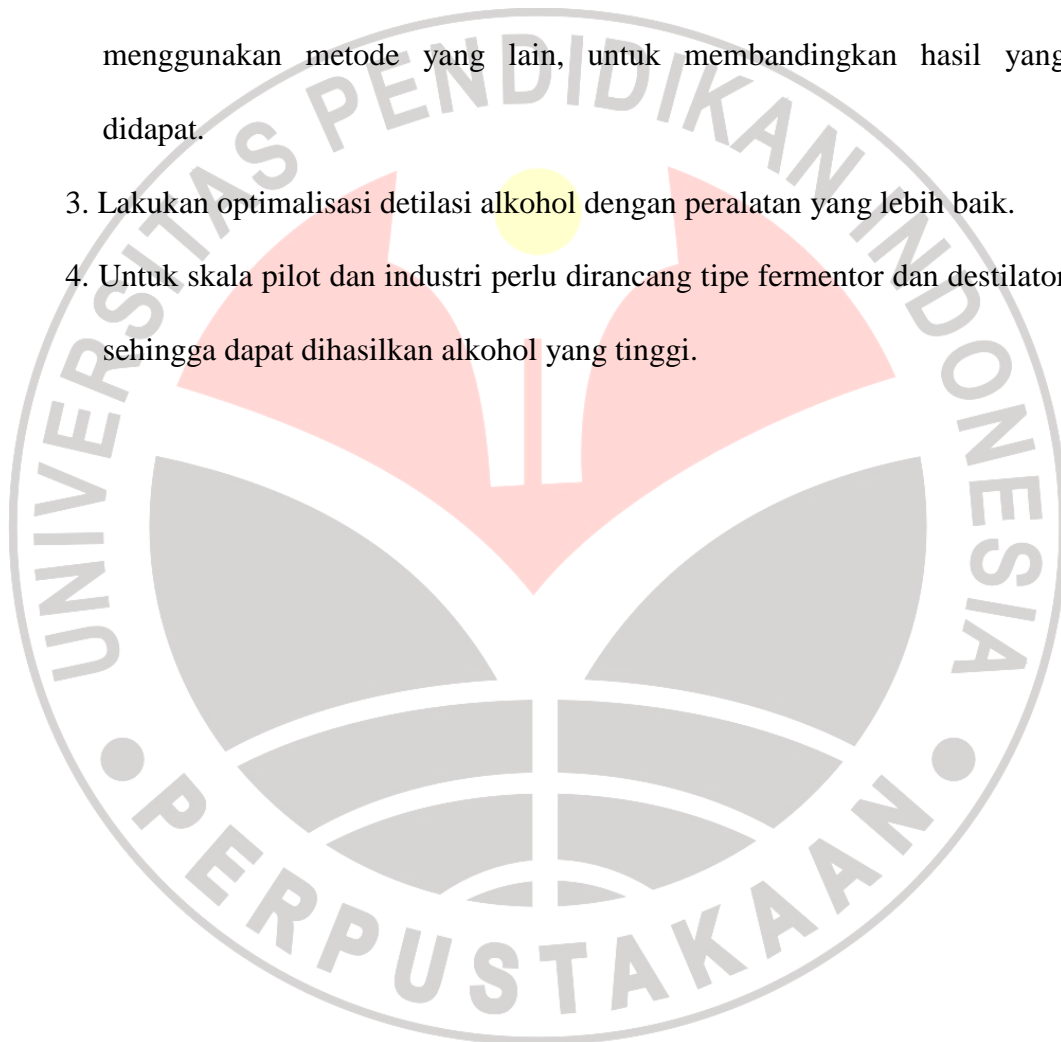 menggunakan metode yang lain, untuk membandingkan hasil yang
didapat.
3. Lakukan optimalisasi detilasi alkohol dengan peralatan yang lebih baik.
4. Untuk skala pilot dan industri perlu dirancang tipe fermentor dan destilator
sehingga dapat dihasilkan alkohol yang tinggi.
UNIVERSITAS PENDIDIKAN INDONESIA
PERPUSTAKAAN